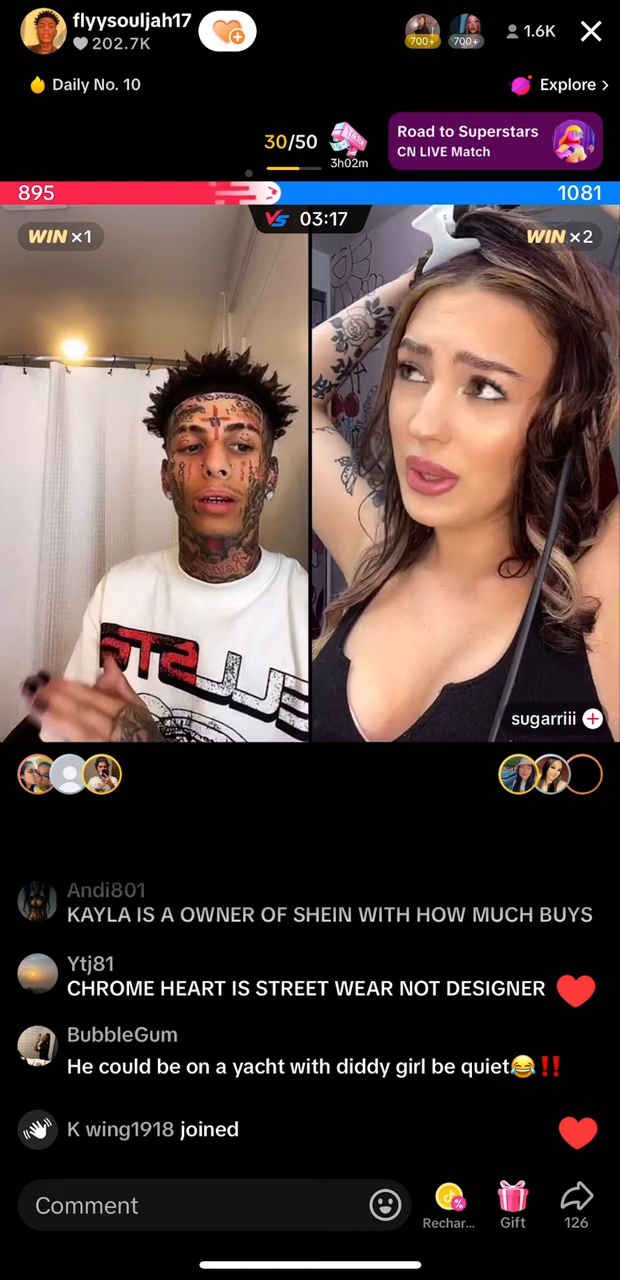 flyysouljah17
202.7K
700+
700+
1.6K
Daily No. 10
Explore >
30/50
3h02m
Road to Superstars
CN LIVE Match
895
1081
VS 03:17
WIN x1
WIN x2
sugarriii
Andi801
KAYLA IS A OWNER OF SHEIN WITH HOW MUCH BUYS
Ytj81
CHROME HEART IS STREET WEAR NOT DESIGNER
BubbleGum
He could be on a yacht with diddy girl be quiet😂‼️
K wing1918 joined
Comment
Rechar...
Gift
126